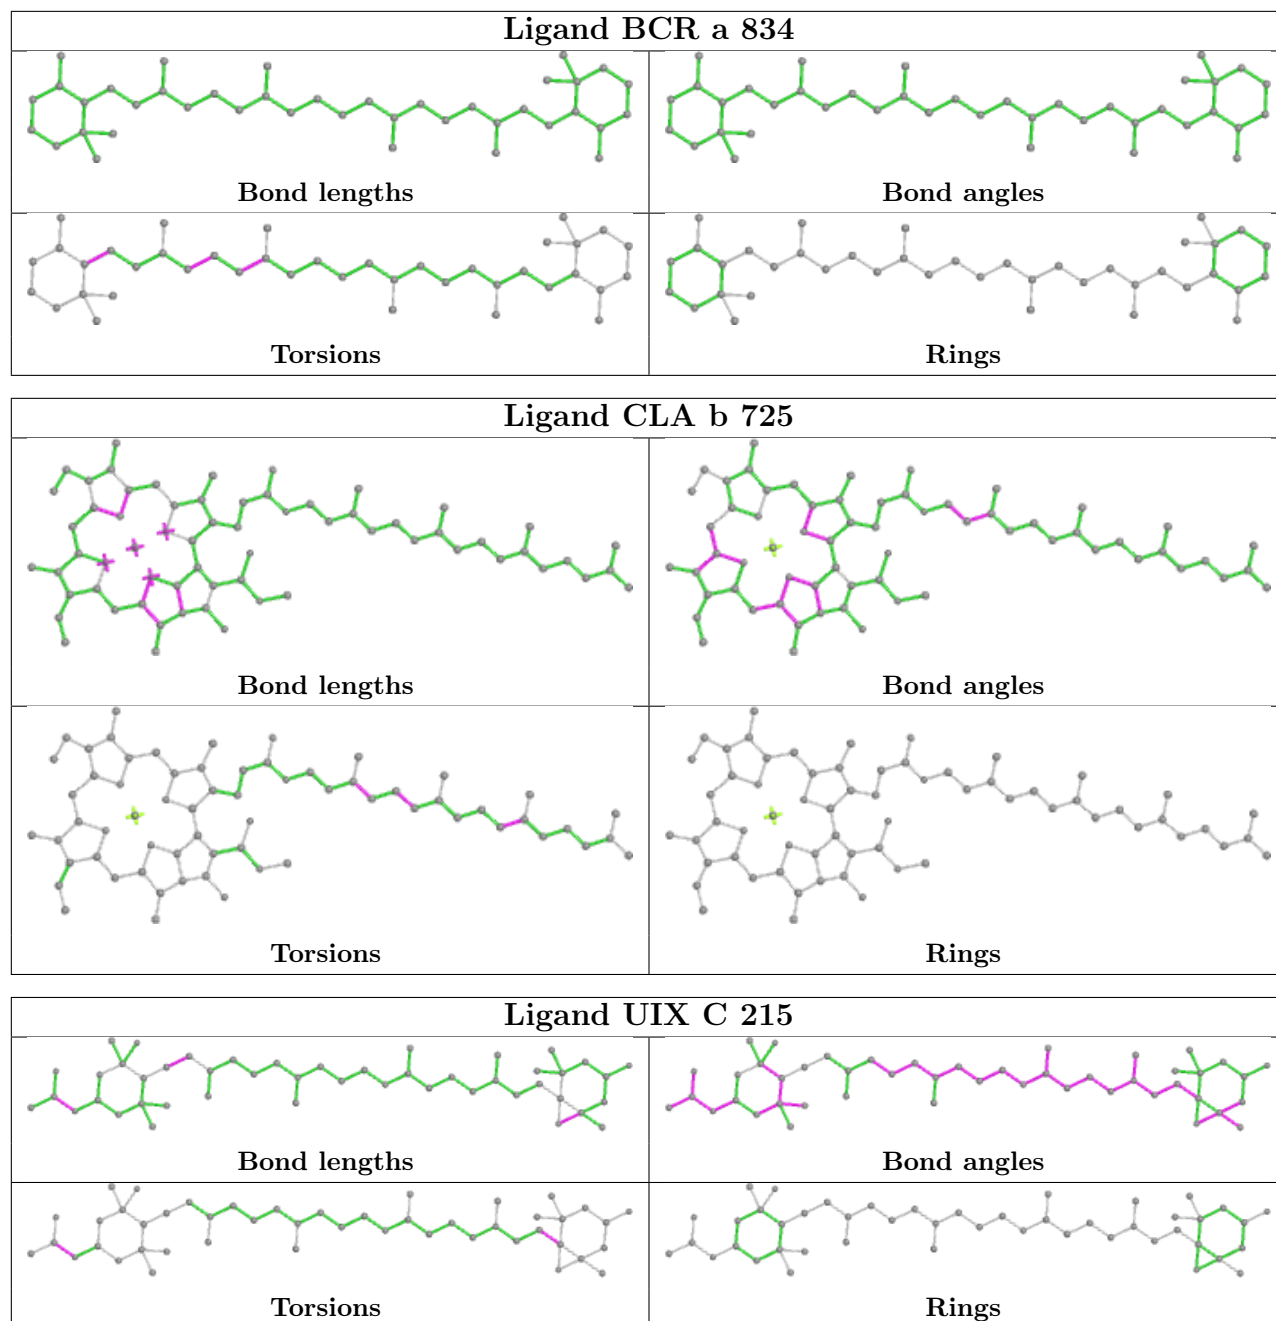 Ligand BCR a 834
Bond lengths
Bond angles
Torsions
Rings
Ligand CLA b 725
Bond lengths
Bond angles
Torsions
Rings
Ligand UIX C 215
Bond lengths
Bond angles
Torsions
Rings